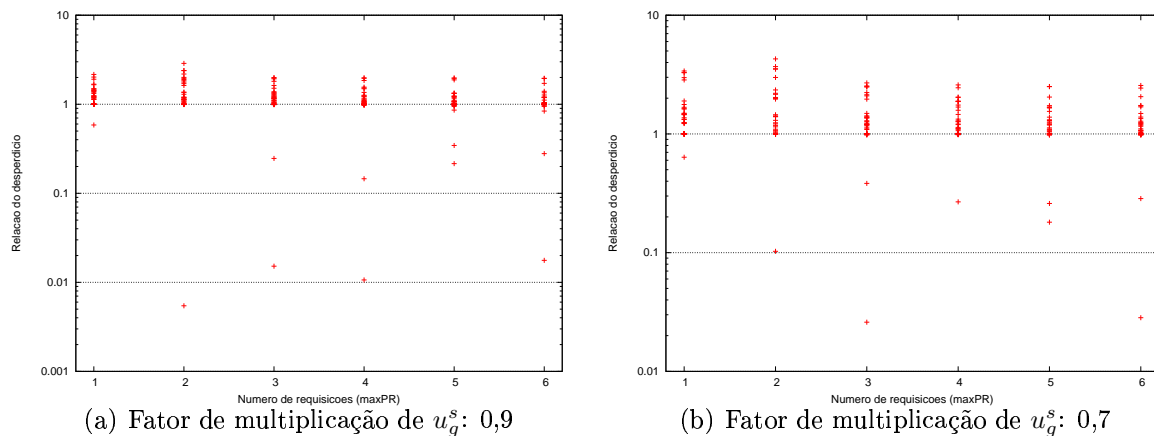 10
1
0.1
0.01
0.001
Relacao do desperdicio
1 2 3 4 5 6
Numero de requisicoes (maxPR)
(a) Fator de multiplicação de $u_q^s$: 0,9
10
1
0.1
0.01
Relacao do desperdicio
1 2 3 4 5 6
Numero de requisicoes (maxPR)
(b) Fator de multiplicação de $u_q^s$: 0,7